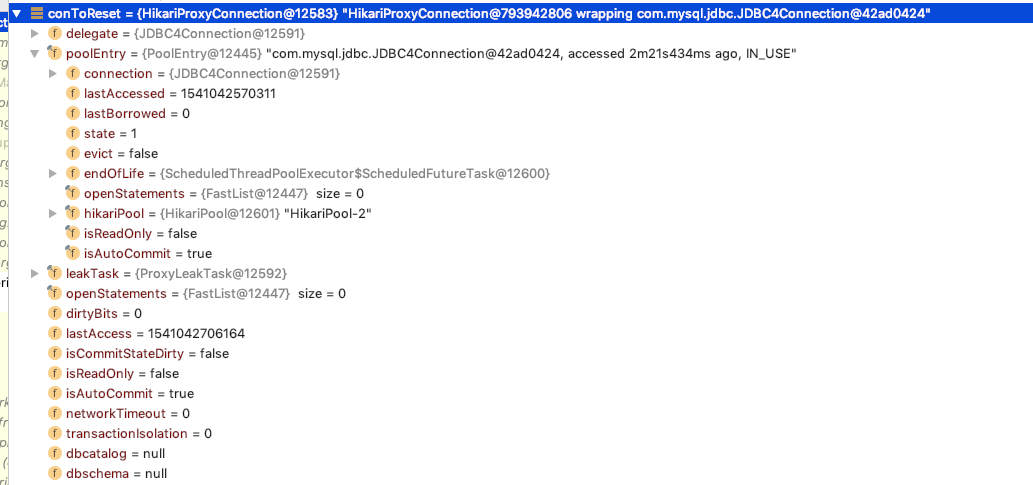 conToReset = {HikariProxyConnection@12583} "HikariProxyConnection@793942806 wrapping com.mysql.jdbc.JDBC4Connection@42ad0424"
delegate = {JDBC4Connection@12591}
poolEntry = {PoolEntry@12445} "com.mysql.jdbc.JDBC4Connection@42ad0424, accessed 2m21s434ms ago, IN_USE"
connection = {JDBC4Connection@12591}
lastAccessed = 1541042570311
lastBorrowed = 0
state = 1
evict = false
endOfLife = {ScheduledThreadPoolExecutor$ScheduledFutureTask@12600}
openStatements = {FastList@12447} size = 0
hikariPool = {HikariPool@12601} "HikariPool-2"
isReadOnly = false
isAutoCommit = true
leakTask = {ProxyLeakTask@12592}
openStatements = {FastList@12447} size = 0
dirtyBits = 0
lastAccess = 1541042706164
isCommitStateDirty = false
isReadOnly = false
isAutoCommit = true
networkTimeout = 0
transactionIsolation = 0
dbcatalog = null
dbschema = null